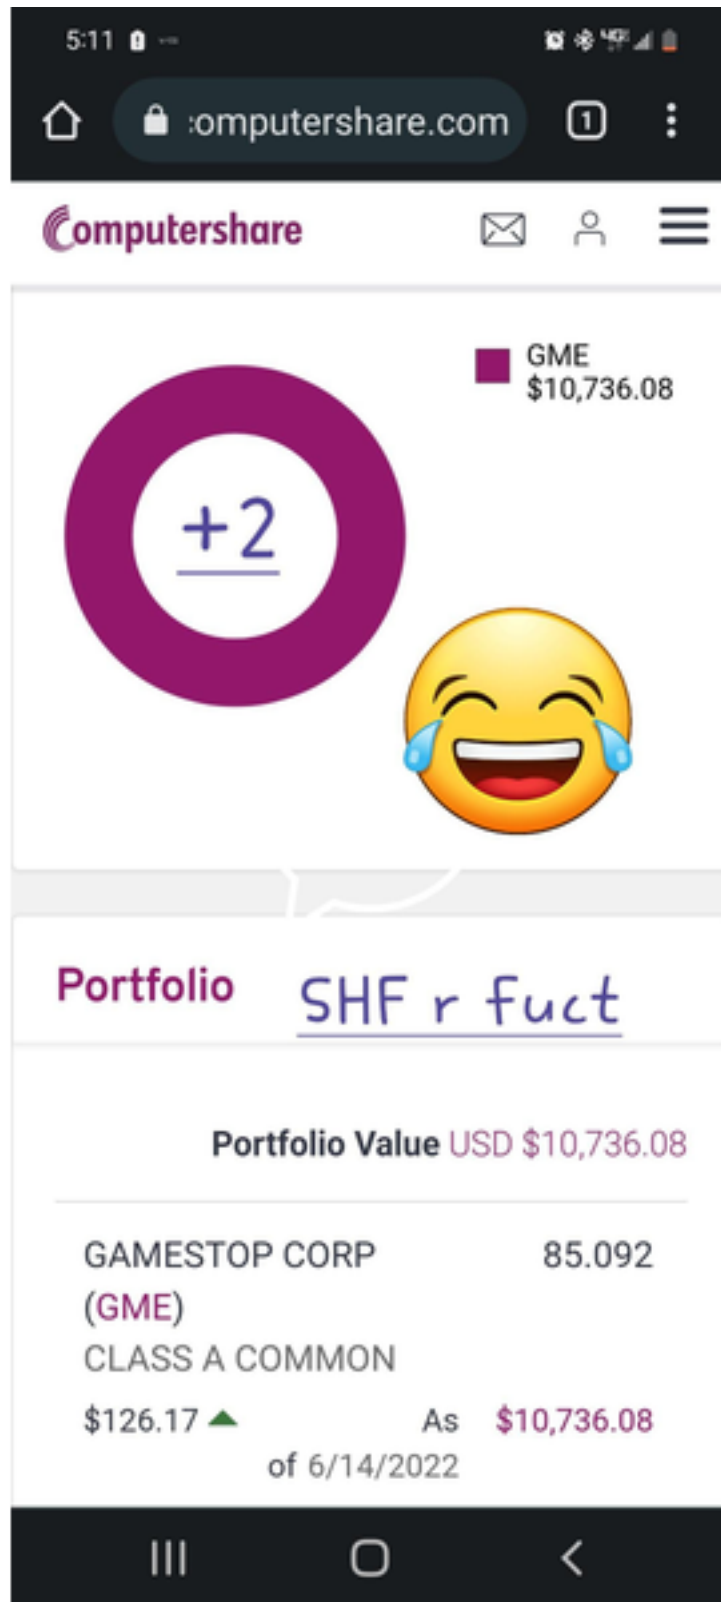 5:11
:omputershare.com
1
Computershare
GME
$10,736.08
+2
Portfolio
SHF r fuct
Portfolio Value USD $10,736.08
GAMESTOP CORP 85.092
(GME)
CLASS A COMMON
$126.17 As $10,736.08
of 6/14/2022